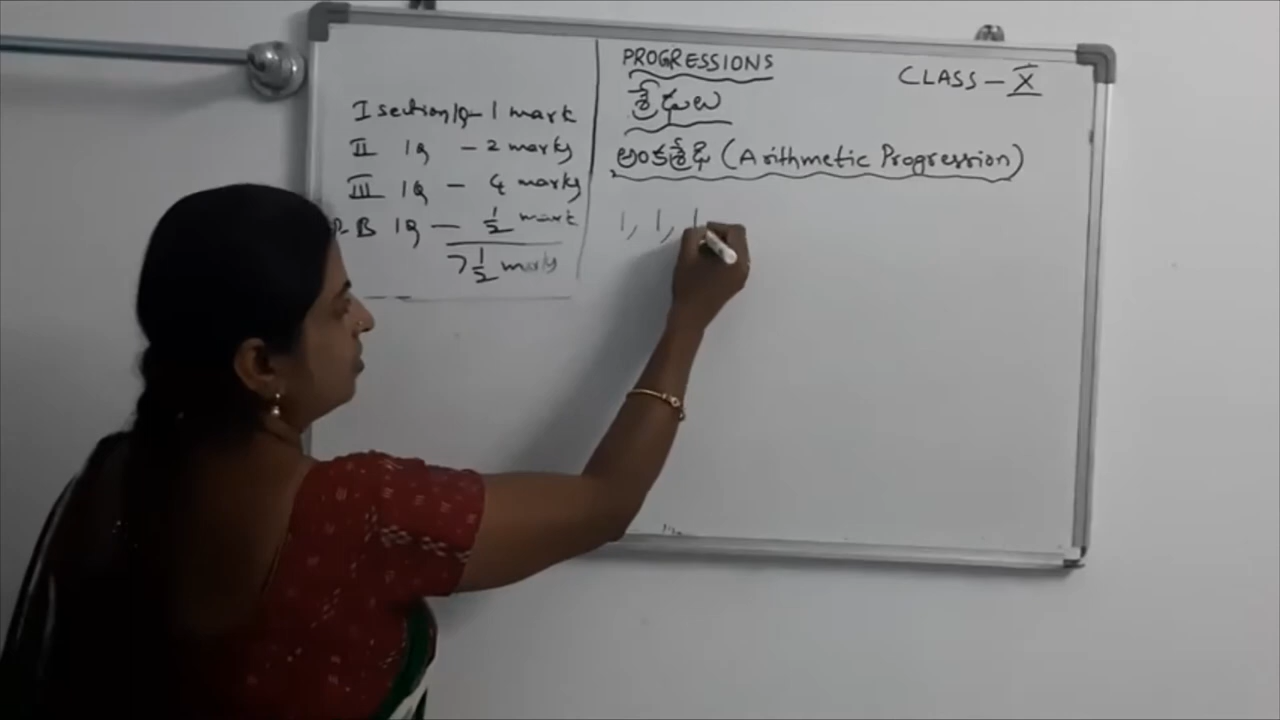 I section 1Q- 1 mark
II 1Q - 2 marks
III 1Q - 4 marks
P-B 1Q - 1/2 mark
7 1/2 marks
PROGRESSIONS
CLASS - X
శ్రేఢులు
అంకశ్రేఢి (Arithmetic Progression)
1, 1, 1